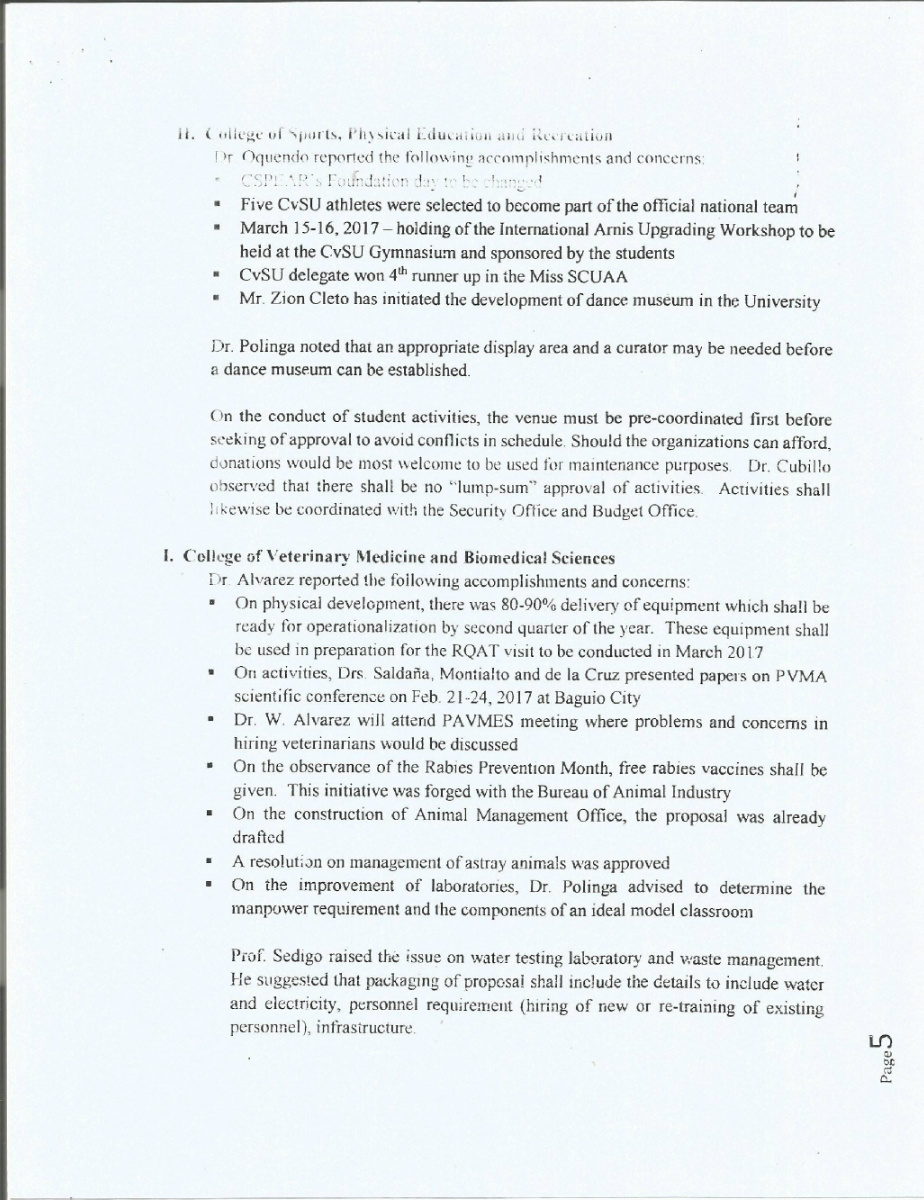 H. College of Sports, Physical Education and Recreation
Dr. Oquendo reported the following accomplishments and concerns:
▪ CSPEAR's Foundation day to be changed
▪ Five CvSU athletes were selected to become part of the official national team
▪ March 15-16, 2017 – holding of the International Arnis Upgrading Workshop to be
held at the CvSU Gymnasium and sponsored by the students
▪ CvSU delegate won 4th runner up in the Miss SCUAA
▪ Mr. Zion Cleto has initiated the development of dance museum in the University
Dr. Polinga noted that an appropriate display area and a curator may be needed before
a dance museum can be established.
On the conduct of student activities, the venue must be pre-coordinated first before
seeking of approval to avoid conflicts in schedule. Should the organizations can afford,
donations would be most welcome to be used for maintenance purposes. Dr. Cubillo
observed that there shall be no "lump-sum" approval of activities. Activities shall
likewise be coordinated with the Security Office and Budget Office.
I. College of Veterinary Medicine and Biomedical Sciences
Dr. Alvarez reported the following accomplishments and concerns:
▪ On physical development, there was 80-90% delivery of equipment which shall be
ready for operationalization by second quarter of the year. These equipment shall
be used in preparation for the RQAT visit to be conducted in March 2017
▪ On activities, Drs. Saldaña, Montialto and de la Cruz presented papers on PVMA
scientific conference on Feb. 21-24, 2017 at Baguio City
▪ Dr. W. Alvarez will attend PAVMES meeting where problems and concerns in
hiring veterinarians would be discussed
▪ On the observance of the Rabies Prevention Month, free rabies vaccines shall be
given. This initiative was forged with the Bureau of Animal Industry
▪ On the construction of Animal Management Office, the proposal was already
drafted
▪ A resolution on management of astray animals was approved
▪ On the improvement of laboratories, Dr. Polinga advised to determine the
manpower requirement and the components of an ideal model classroom
Prof. Sedigo raised the issue on water testing laboratory and waste management.
He suggested that packaging of proposal shall include the details to include water
and electricity, personnel requirement (hiring of new or re-training of existing
personnel), infrastructure.
Page 5